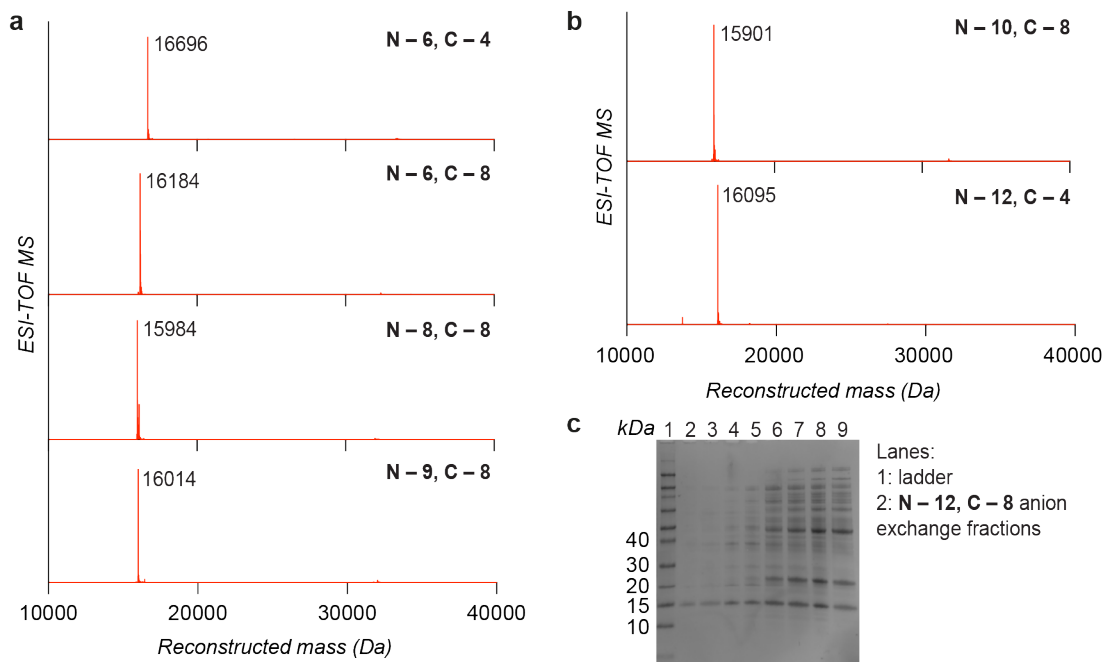 a
ESI-TOF MS
16696
N – 6, C – 4
16184
N – 6, C – 8
15984
N – 8, C – 8
16014
N – 9, C – 8
10000 20000 30000 40000
Reconstructed mass (Da)
b
ESI-TOF MS
15901
N – 10, C – 8
16095
N – 12, C – 4
10000 20000 30000 40000
Reconstructed mass (Da)
c
kDa 1 2 3 4 5 6 7 8 9
40
30
20
15
10
Lanes:
1: ladder
2: N – 12, C – 8 anion
exchange fractions